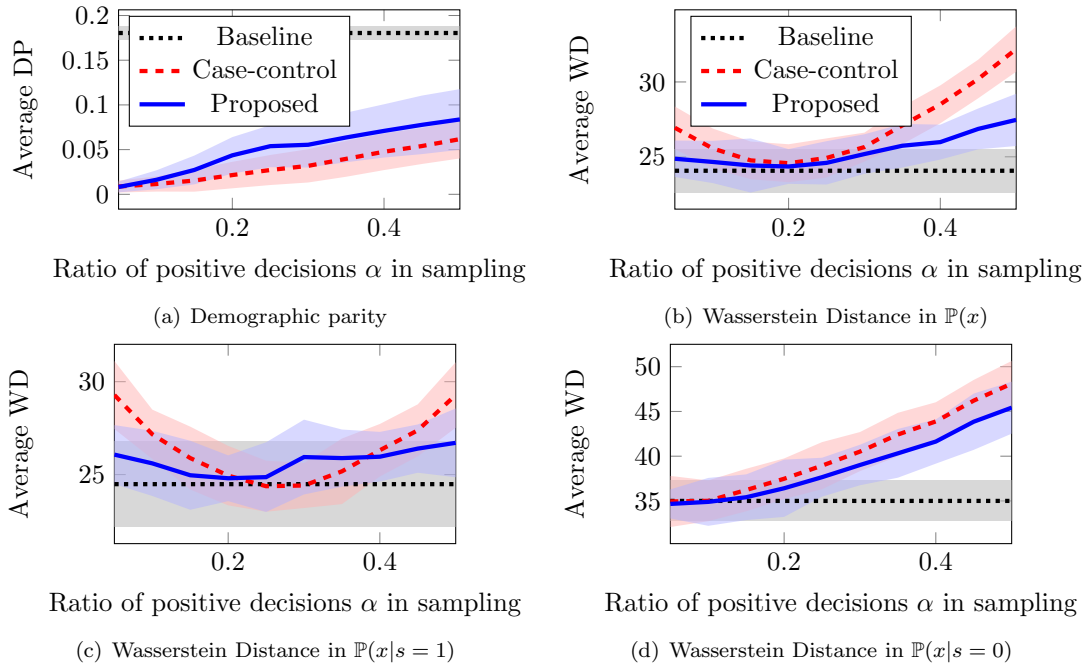 0.2
0.15
0.1
0.05
0
Average DP
Baseline
Case-control
Proposed
0.2
0.4
Ratio of positive decisions α in sampling
(a) Demographic parity
30
25
Average WD
Baseline
Case-control
Proposed
0.2
0.4
Ratio of positive decisions α in sampling
(b) Wasserstein Distance in ℙ(x)
30
25
Average WD
0.2
0.4
Ratio of positive decisions α in sampling
(c) Wasserstein Distance in ℙ(x|s = 1)
50
45
40
35
Average WD
0.2
0.4
Ratio of positive decisions α in sampling
(d) Wasserstein Distance in ℙ(x|s = 0)